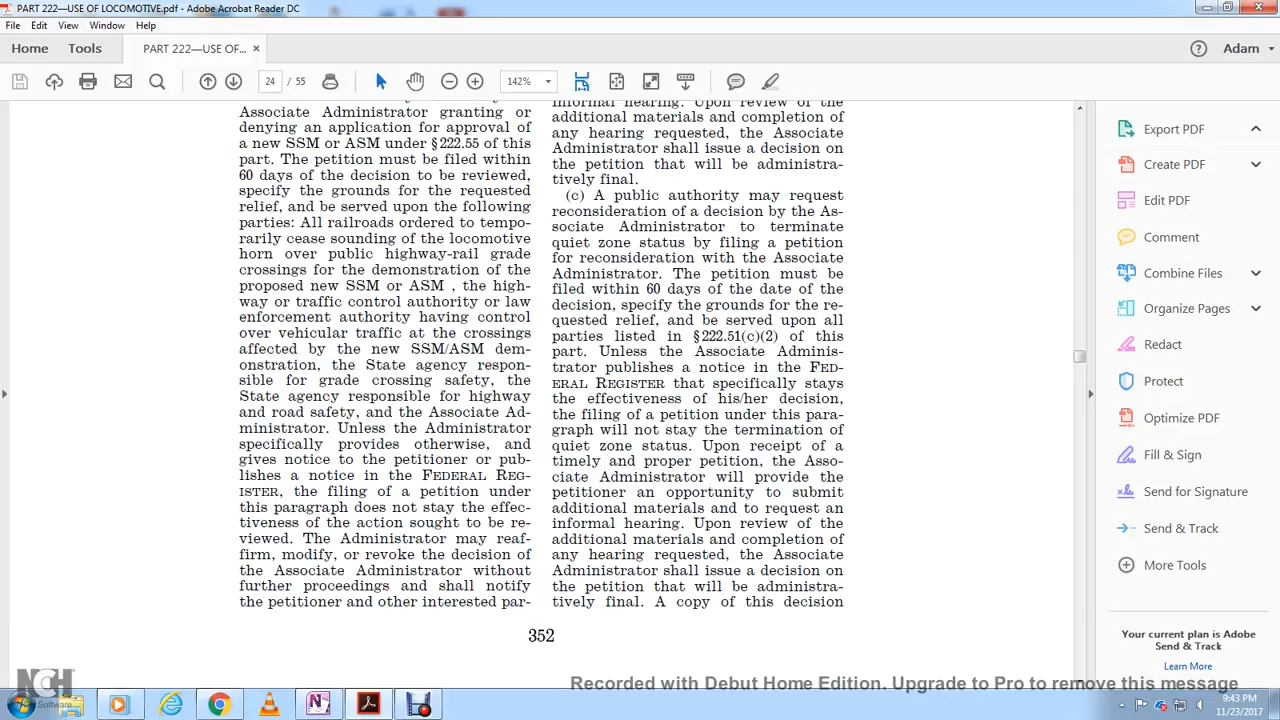 PART 222—USE OF LOCOMOTIVE.pdf - Adobe Acrobat Reader DC
File Edit View Window Help
Home Tools PART 222—USE OF... × Adam
24 / 55 142%
Associate Administrator granting or
denying an application for approval of
a new SSM or ASM under § 222.55 of this
part. The petition must be filed within
60 days of the decision to be reviewed,
specify the grounds for the requested
relief, and be served upon the following
parties: All railroads ordered to tempo-
rarily cease sounding of the locomotive
horn over public highway-rail grade
crossings for the demonstration of the
proposed new SSM or ASM , the high-
way or traffic control authority or law
enforcement authority having control
over vehicular traffic at the crossings
affected by the new SSM/ASM dem-
onstration, the State agency respon-
sible for grade crossing safety, the
State agency responsible for highway
and road safety, and the Associate Ad-
ministrator. Unless the Administrator
specifically provides otherwise, and
gives notice to the petitioner or pub-
lishes a notice in the FEDERAL REG-
ISTER, the filing of a petition under
this paragraph does not stay the effec-
tiveness of the action sought to be re-
viewed. The Administrator may reaf-
firm, modify, or revoke the decision of
the Associate Administrator without
further proceedings and shall notify
the petitioner and other interested par-
informal hearing. Upon review of the
additional materials and completion of
any hearing requested, the Associate
Administrator shall issue a decision on
the petition that will be administra-
tively final.
(c) A public authority may request
reconsideration of a decision by the As-
sociate Administrator to terminate
quiet zone status by filing a petition
for reconsideration with the Associate
Administrator. The petition must be
filed within 60 days of the date of the
decision, specify the grounds for the re-
quested relief, and be served upon all
parties listed in § 222.51(c)(2) of this
part. Unless the Associate Adminis-
trator publishes a notice in the FED-
ERAL REGISTER that specifically stays
the effectiveness of his/her decision,
the filing of a petition under this para-
graph will not stay the termination of
quiet zone status. Upon receipt of a
timely and proper petition, the Asso-
ciate Administrator will provide the
petitioner an opportunity to submit
additional materials and to request an
informal hearing. Upon review of the
additional materials and completion of
any hearing requested, the Associate
Administrator shall issue a decision on
the petition that will be administra-
tively final. A copy of this decision
352
Export PDF
Create PDF
Edit PDF
Comment
Combine Files
Organize Pages
Redact
Protect
Optimize PDF
Fill & Sign
Send for Signature
Send & Track
More Tools
Your current plan is Adobe
Send & Track
Learn More
NCH
Software
Recorded with Debut Home Edition. Upgrade to Pro to remove this message
9:43 PM
11/23/2017